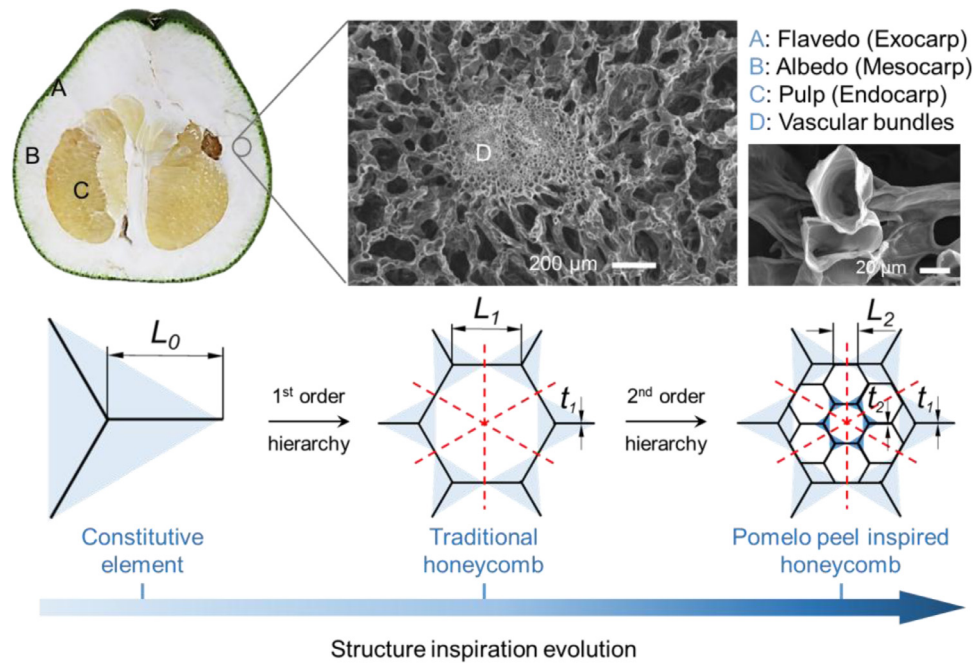 A: Flavedo (Exocarp)
B: Albedo (Mesocarp)
C: Pulp (Endocarp)
D: Vascular bundles
A
B
C
D
200 μm
20 μm
L0
1st order
hierarchy
L1
t1
2nd order
hierarchy
L2
t2
t1
Constitutive
element
Traditional
honeycomb
Pomelo peel inspired
honeycomb
Structure inspiration evolution